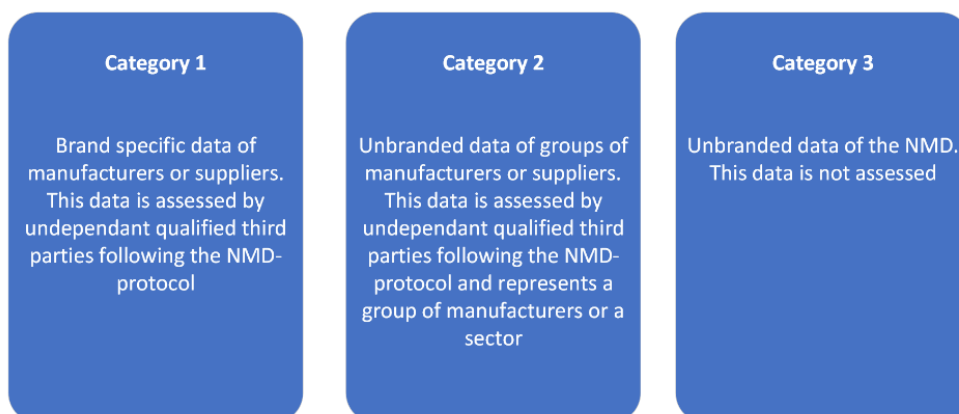 Category 1
Brand specific data of
manufacturers or suppliers.
This data is assessed by
undependant qualified third
parties following the NMD-
protocol
Category 2
Unbranded data of groups of
manufacturers or suppliers.
This data is assessed by
undependant qualified third
parties following the NMD-
protocol and represents a
group of manufacturers or a
sector
Category 3
Unbranded data of the NMD.
This data is not assessed